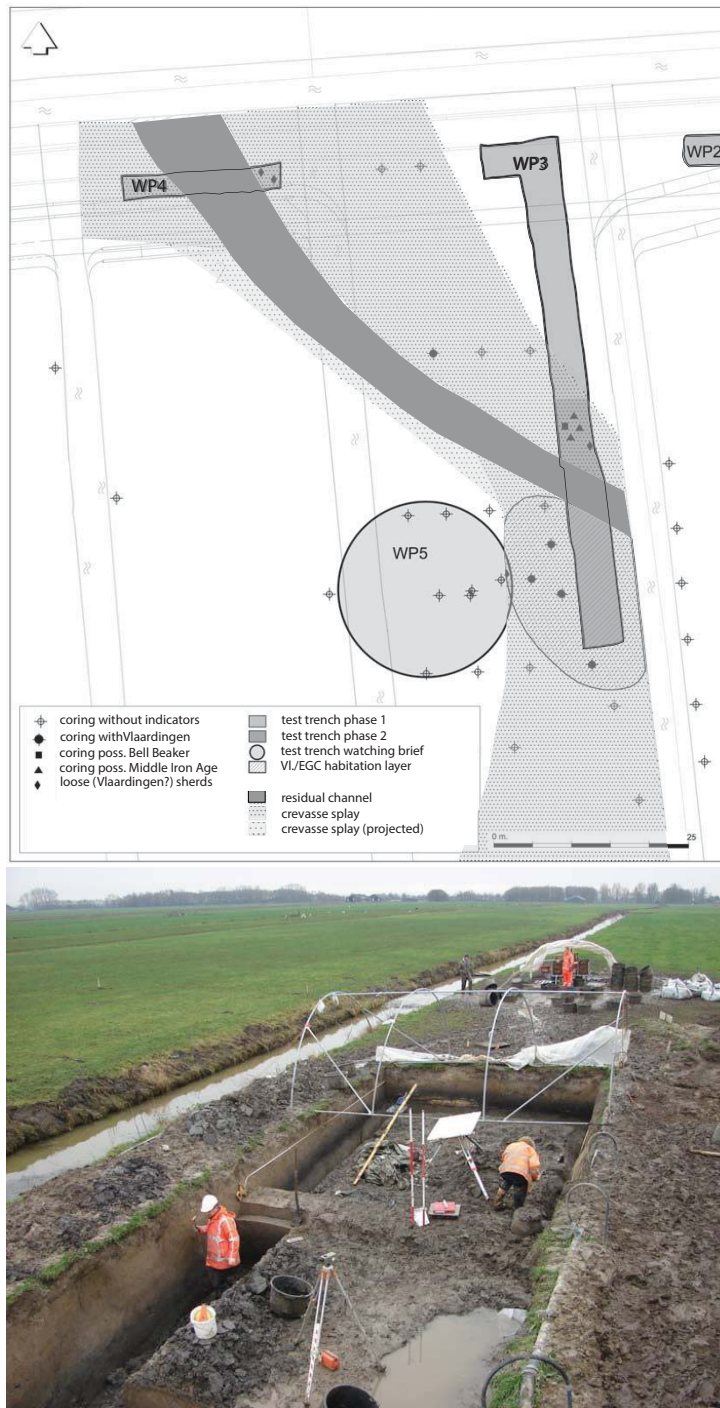 WP4
WP3
WP2
WP5
coring without indicators
coring withVlaardingen
coring poss. Bell Beaker
coring poss. Middle Iron Age
loose (Vlaardingen?) sherds
test trench phase 1
test trench phase 2
test trench watching brief
Vl./EGC habitation layer
residual channel
crevasse splay
crevasse splay (projected)
0 m. 25